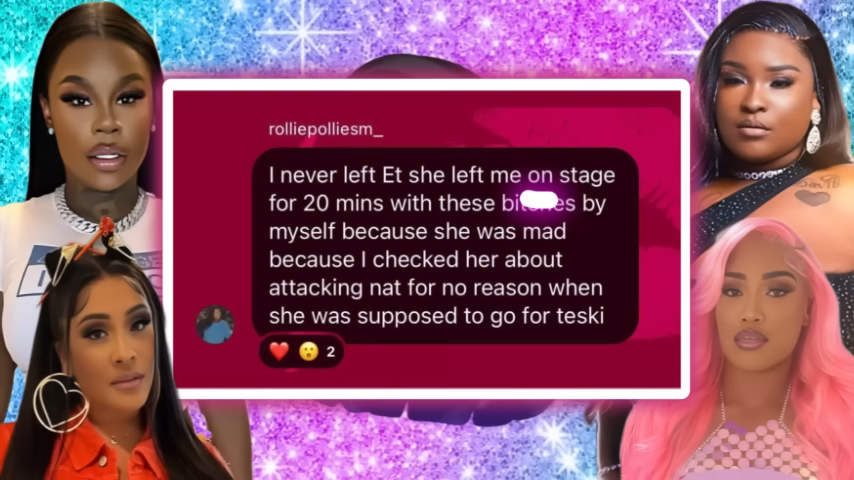 rolliepolliesm_
I never left Et she left me on stage
for 20 mins with these bitches by
myself because she was mad
because I checked her about
attacking nat for no reason when
she was supposed to go for teski
2